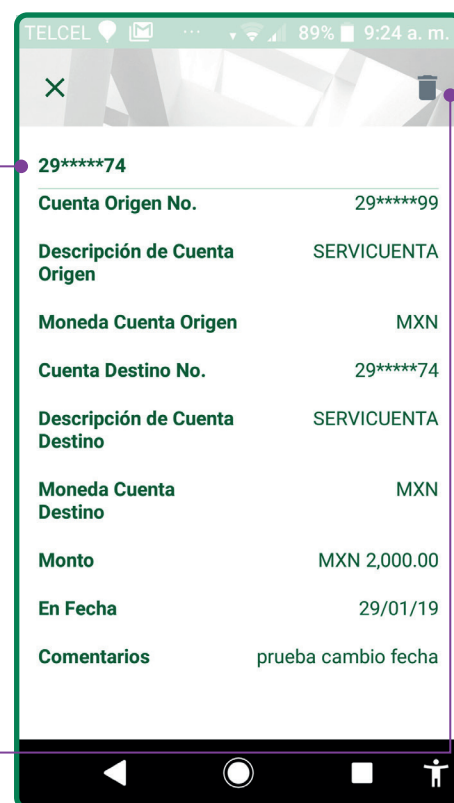 TELCEL 89% 9:24 a. m.
29*****74
Cuenta Origen No. 29*****99
Descripción de Cuenta SERVICUENTA
Origen
Moneda Cuenta Origen MXN
Cuenta Destino No. 29*****74
Descripción de Cuenta SERVICUENTA
Destino
Moneda Cuenta MXN
Destino
Monto MXN 2,000.00
En Fecha 29/01/19
Comentarios prueba cambio fecha